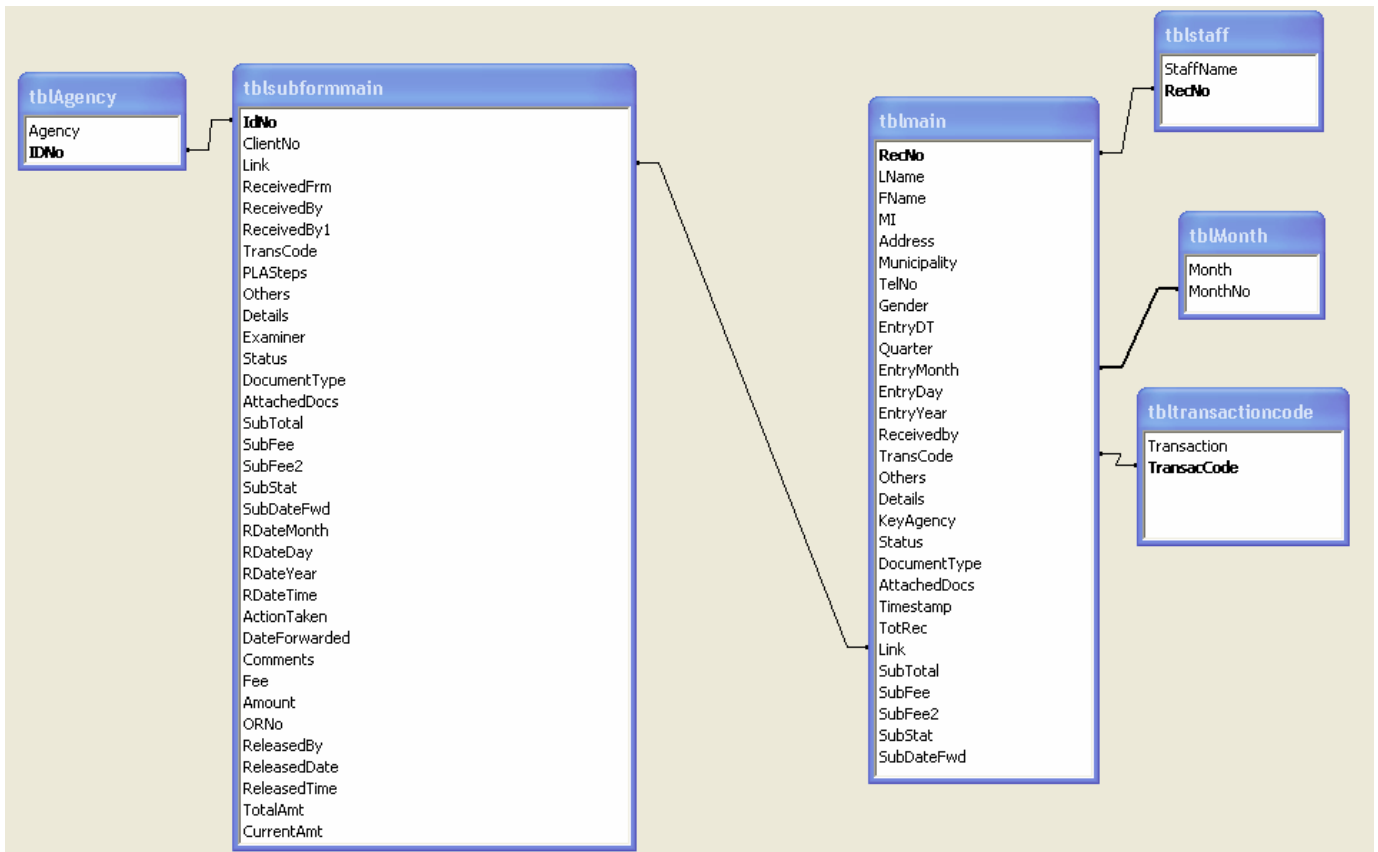 tblAgency
Agency
IDNo
tblsubformmain
IdNo
ClientNo
Link
ReceivedFrm
ReceivedBy
ReceivedBy1
TransCode
PLASteps
Others
Details
Examiner
Status
DocumentType
AttachedDocs
SubTotal
SubFee
SubFee2
SubStat
SubDateFwd
RDateMonth
RDateDay
RDateYear
RDateTime
ActionTaken
DateForwarded
Comments
Fee
Amount
ORNo
ReleasedBy
ReleasedDate
ReleasedTime
TotalAmt
CurrentAmt
tblmain
RecNo
LName
FName
MI
Address
Municipality
TelNo
Gender
EntryDT
Quarter
EntryMonth
EntryDay
EntryYear
Receivedby
TransCode
Others
Details
KeyAgency
Status
DocumentType
AttachedDocs
Timestamp
TotRec
Link
SubTotal
SubFee
SubFee2
SubStat
SubDateFwd
tblstaff
StaffName
RecNo
tblMonth
Month
MonthNo
tbltransactioncode
Transaction
TransacCode